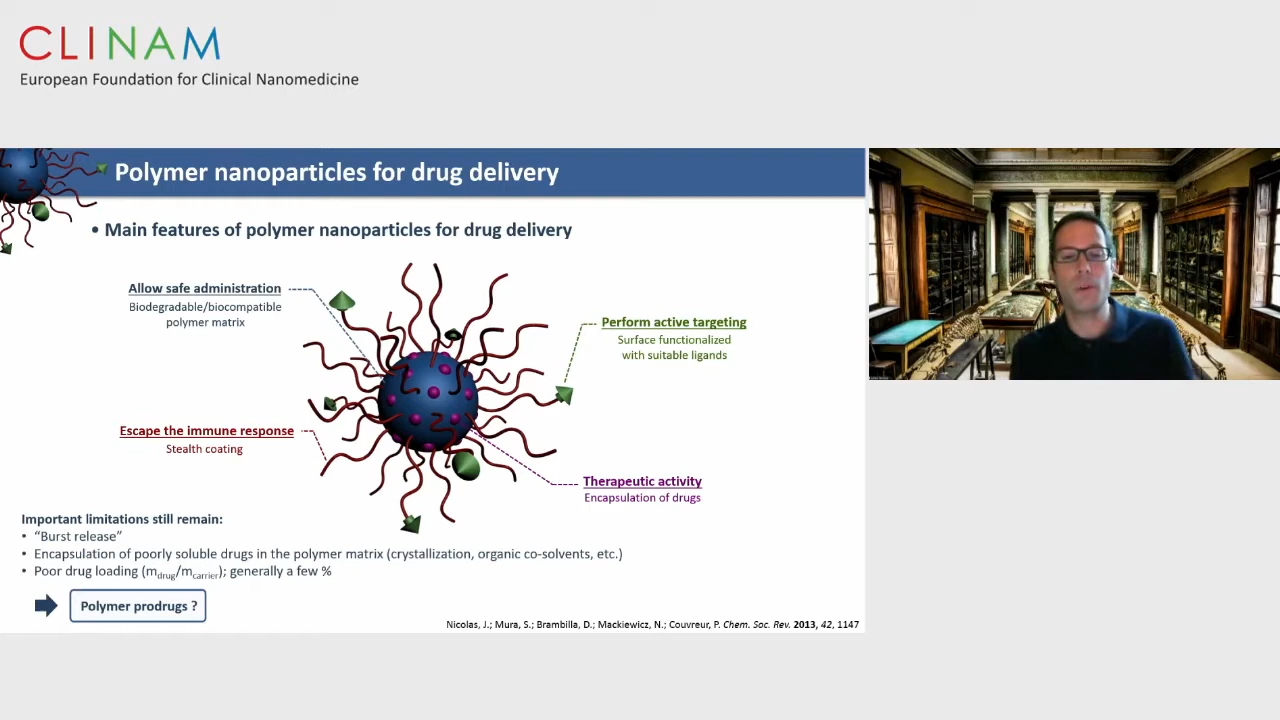 CLINAM
European Foundation for Clinical Nanomedicine
Polymer nanoparticles for drug delivery
• Main features of polymer nanoparticles for drug delivery
Allow safe administration
Biodegradable/biocompatible
polymer matrix
Perform active targeting
Surface functionalized
with suitable ligands
Escape the immune response
Stealth coating
Therapeutic activity
Encapsulation of drugs
Important limitations still remain:
• “Burst release”
• Encapsulation of poorly soluble drugs in the polymer matrix (crystallization, organic co-solvents, etc.)
• Poor drug loading (mdrug/mcarrier); generally a few %
Polymer prodrugs ?
Nicolas, J.; Mura, S.; Brambilla, D.; Mackiewicz, N.; Couvreur, P. Chem. Soc. Rev. 2013, 42, 1147